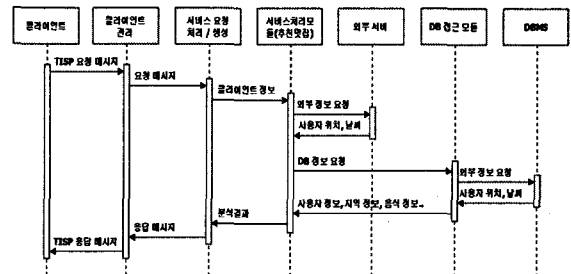 클라이언트
클라이언트
관리
서비스 요청
처리 / 생성
서비스처리모
듈(추천맛집)
외부 서버
DB 접근 모듈
DBMS
TISP 요청 메시지
요청 메시지
클라이언트 정보
외부 정보 요청
사용자 위치, 날씨
DB 정보 요청
외부 정보 요청
사용자 위치, 날씨
사용자 정보, 지역 정보, 음식 정보..
분석결과
응답 메시지
TISP 응답 메시지